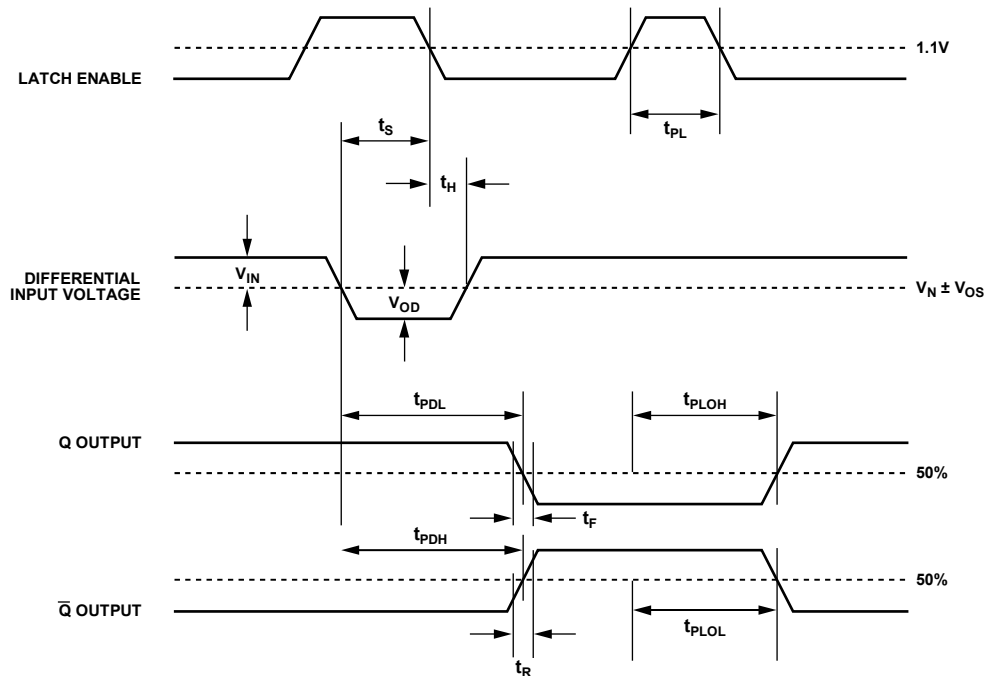 1.1V
LATCH ENABLE
tS
tPL
tH
VIN
DIFFERENTIAL
INPUT VOLTAGE
VOD
VN ± VOS
tPDL
tPLOH
Q OUTPUT
50%
tF
tPDH
50%
Q̅ OUTPUT
tPLOL
tR